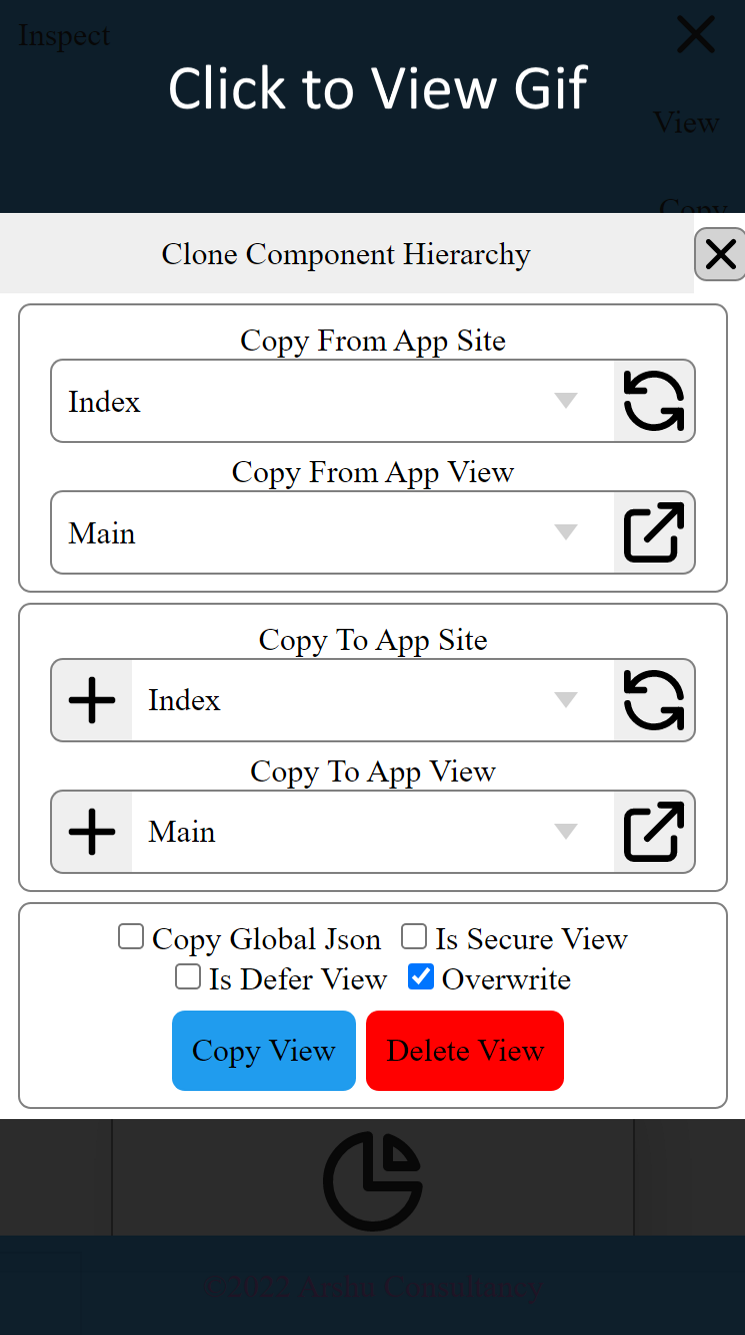 Inspect
Click to View Gif
View
Copy
Clone Component Hierarchy
Copy From App Site
Index
Copy From App View
Main
Copy To App Site
Index
Copy To App View
Main
Copy Global Json Is Secure View
Is Defer View Overwrite
Copy View Delete View
©2022 Arshu Consultancy